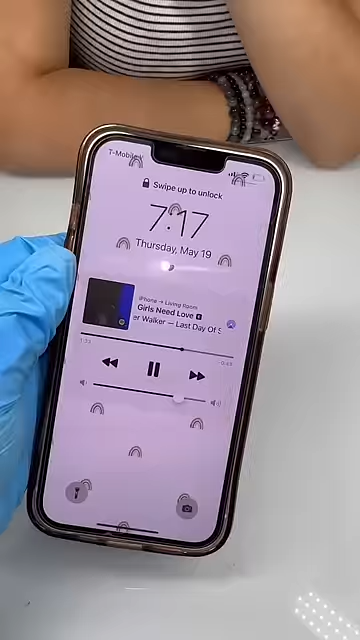 T-Mobile
Swipe up to unlock
7:17
Thursday, May 19
iPhone → Living Room
Girls Need Love E
er Walker — Last Day Of S